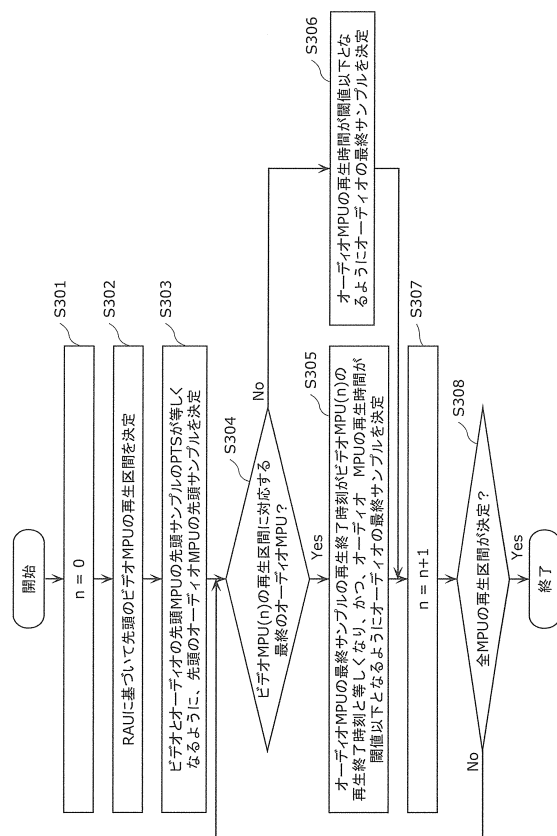 開始
S301
n = 0
S302
RAUに基づいて先頭のビデオMPUの再生区間を決定
S303
ビデオとオーディオの先頭MPUの先頭サンプルのPTSが等しく
なるように、先頭のオーディオMPUの先頭サンプルを決定
S304
ビデオMPU(n)の再生区間に対応する
最終のオーディオMPU?
No
Yes
S305
オーディオMPUの最終サンプルの再生終了時刻がビデオMPU(n)の
再生終了時刻と等しくなり、かつ、オーディオ MPUの再生時間が
閾値以下となるようにオーディオの最終サンプルを決定
S306
オーディオMPUの再生時間が閾値以下とな
るようにオーディオの最終サンプルを決定
S307
n = n+1
S308
全MPUの再生区間が決定?
No
Yes
終了